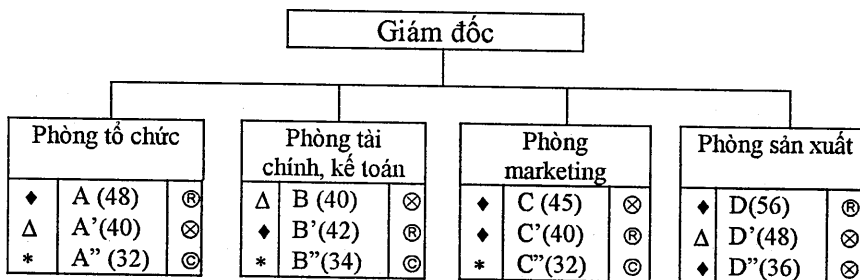 Giám đốc
Phòng tổ chức
♦ A (48) ®
Δ A’(40) ⊗
* A” (32) ©
Phòng tài
chính, kế toán
Δ B (40) ⊗
♦ B’(42) ®
* B”(34) ©
Phòng
marketing
♦ C (45) ⊗
♦ C’(40) ®
* C”(32) ©
Phòng sản xuất
♦ D(56) ®
Δ D’(48) ⊗
♦ D”(36) ⊗